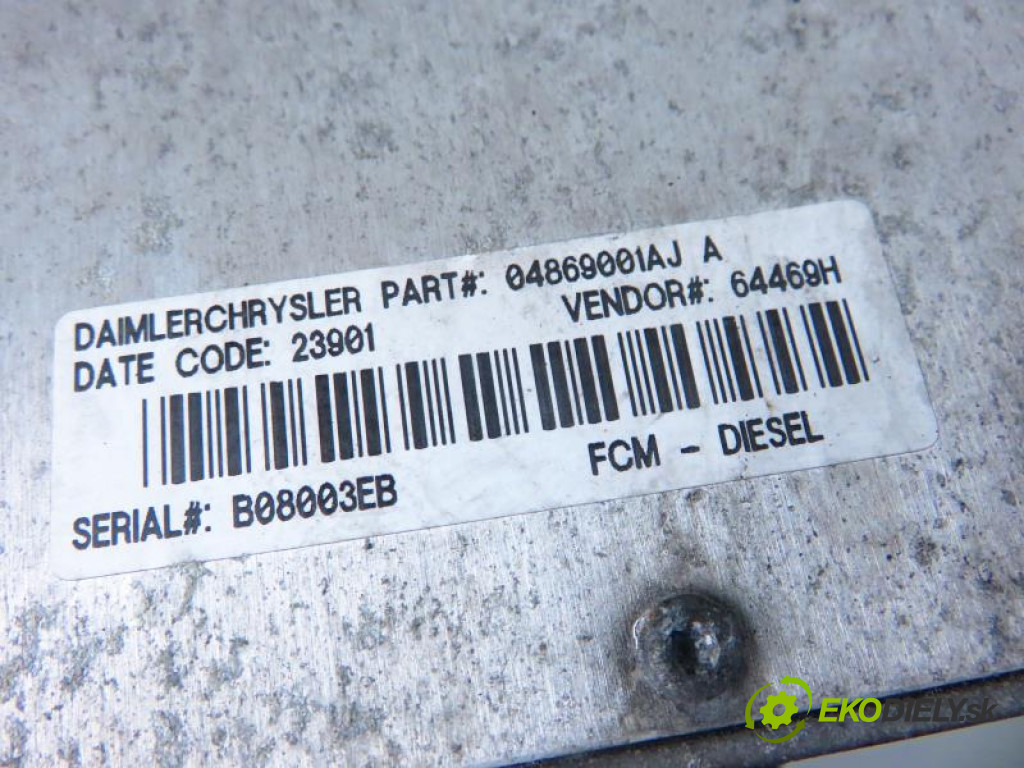 DAIMLERCHRYSLER PART#: 04869001AJ A
DATE CODE: 23901 VENDOR#: 64469H
FCM - DIESEL
SERIAL#: B08003EB
EKODIELY.sk